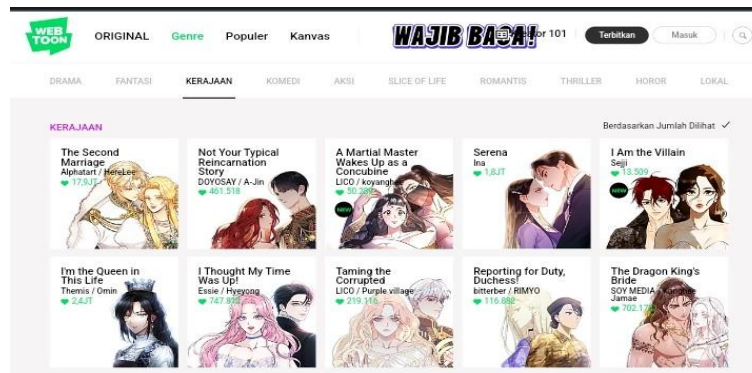 WEB
TOON
ORIGINAL Genre Populer Kanvas
WAJIB BACA!
101
Terbitkan
Masuk
DRAMA FANTASI KERAJAAN KOMEDI AKSI SLICE OF LIFE ROMANTIS THRILLER HOROR LOKAL
KERAJAAN
Berdasarkan Jumlah Dilihat
The Second
Marriage
Alphatart / HereLee
17,9JT
Not Your Typical
Reincarnation
Story
DOYOSAY / A-Jin
461.518
A Martial Master
Wakes Up as a
Concubine
LICO / koyanghee
NEW
Serena
Ina
1,8JT
I Am the Villain
Sejji
13.509
NEW
I'm the Queen in
This Life
Themis / Omin
2,4JT
I Thought My Time
Was Up!
Essie / Hyeyong
Taming the
Corrupted
LICO / Purple village
Reporting for Duty,
Duchess!
bitterber / RIMYO
The Dragon King's
Bride
SOY MEDIA /
Jamae